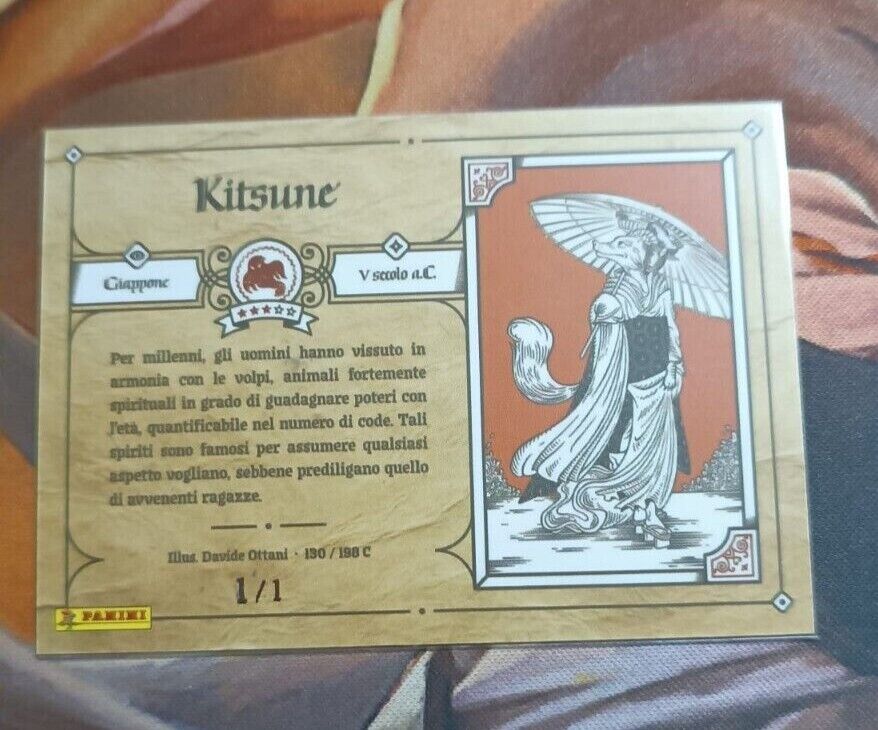 Kitsune
Giappone
V secolo a.C.
Per millenni, gli uomini hanno vissuto in
armonia con le volpi, animali fortemente
spirituali in grado di guadagnare poteri con
l'età, quantificabile nel numero di code. Tali
spiriti sono famosi per assumere qualsiasi
aspetto vogliano, sebbene prediligano quello
di avvenenti ragazze.
Illus. Davide Ottani · 130 / 198 C
1/1
PANINI